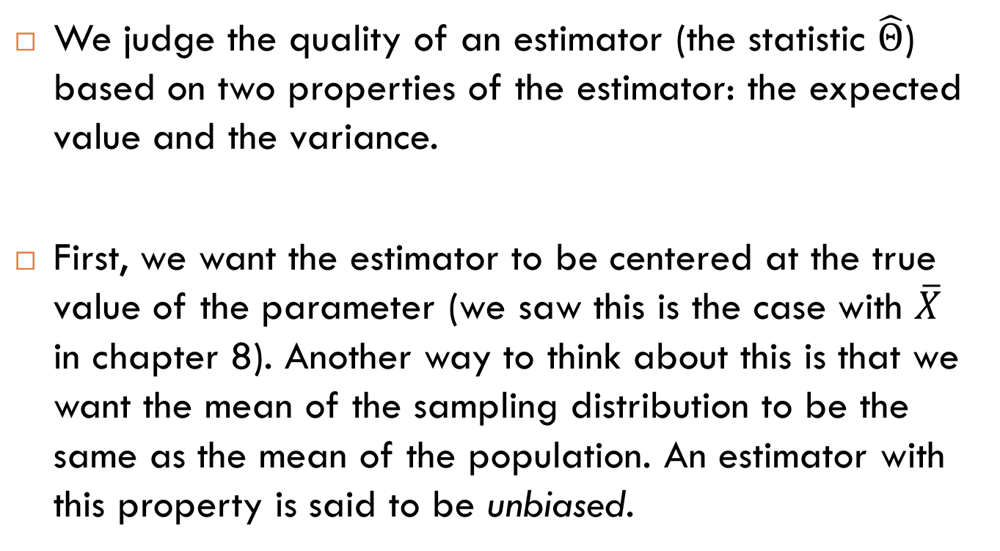 We judge the quality of an estimator (the statistic Θ̂)
based on two properties of the estimator: the expected
value and the variance.
First, we want the estimator to be centered at the true
value of the parameter (we saw this is the case with X̄
in chapter 8). Another way to think about this is that we
want the mean of the sampling distribution to be the
same as the mean of the population. An estimator with
this property is said to be unbiased.